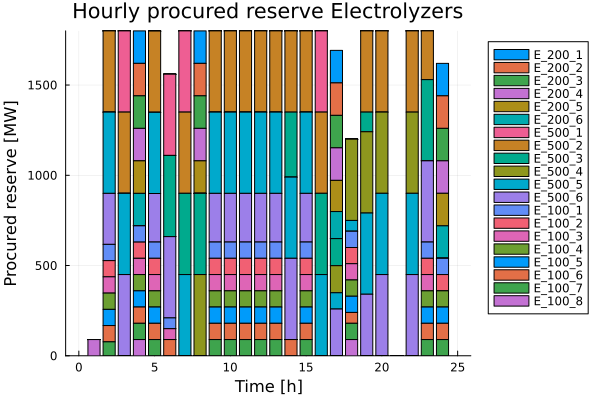 Hourly procured reserve Electrolyzers
Procured reserve [MW]
1500
1000
500
0
0 5 10 15 20 25
Time [h]
E_200_1
E_200_2
E_200_3
E_200_4
E_200_5
E_200_6
E_500_1
E_500_2
E_500_3
E_500_4
E_500_5
E_500_6
E_100_1
E_100_2
E_100_3
E_100_4
E_100_5
E_100_6
E_100_7
E_100_8